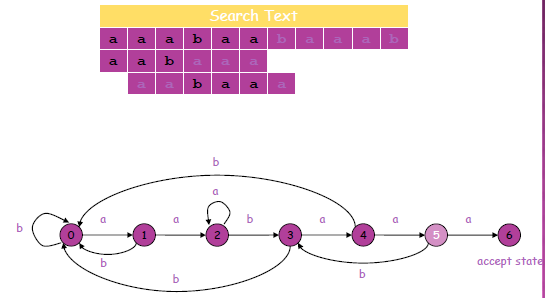 Search Text
a a a b a a b a a a b
a a b a a a
a a b a a a
b
a
b a a b a a a
0 1 2 3 4 5 6
b
b
b
accept state